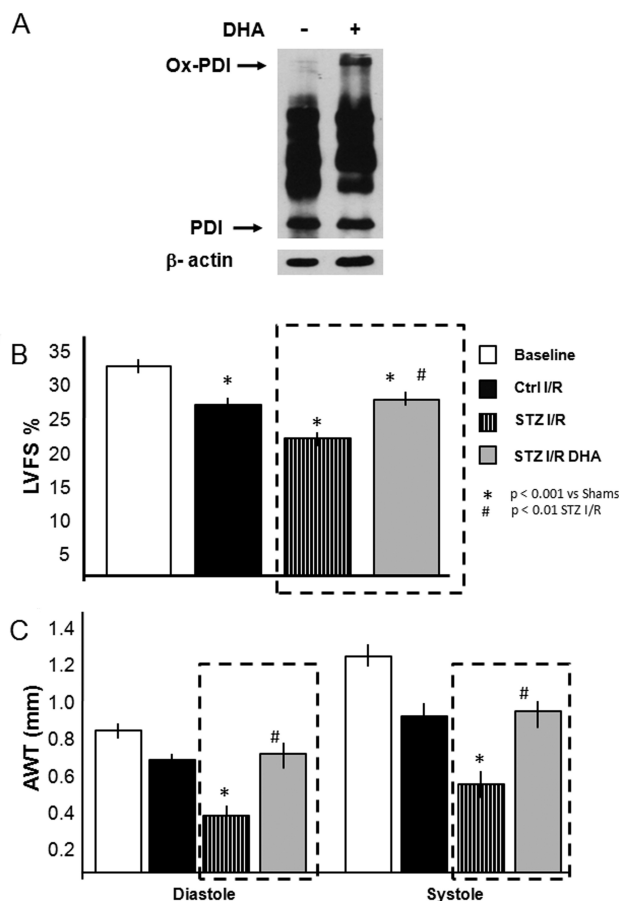 A
DHA - +
Ox-PDI
PDI
β- actin
B
LVFS %
35
30
25
20
15
10
5
Baseline
Ctrl I/R
STZ I/R
STZ I/R DHA
* p < 0.001 vs Shams
# p < 0.01 STZ I/R
*
*
* #
C
AWT (mm)
1.4
1.2
1.0
0.8
0.6
0.4
0.2
*
#
*
#
Diastole Systole